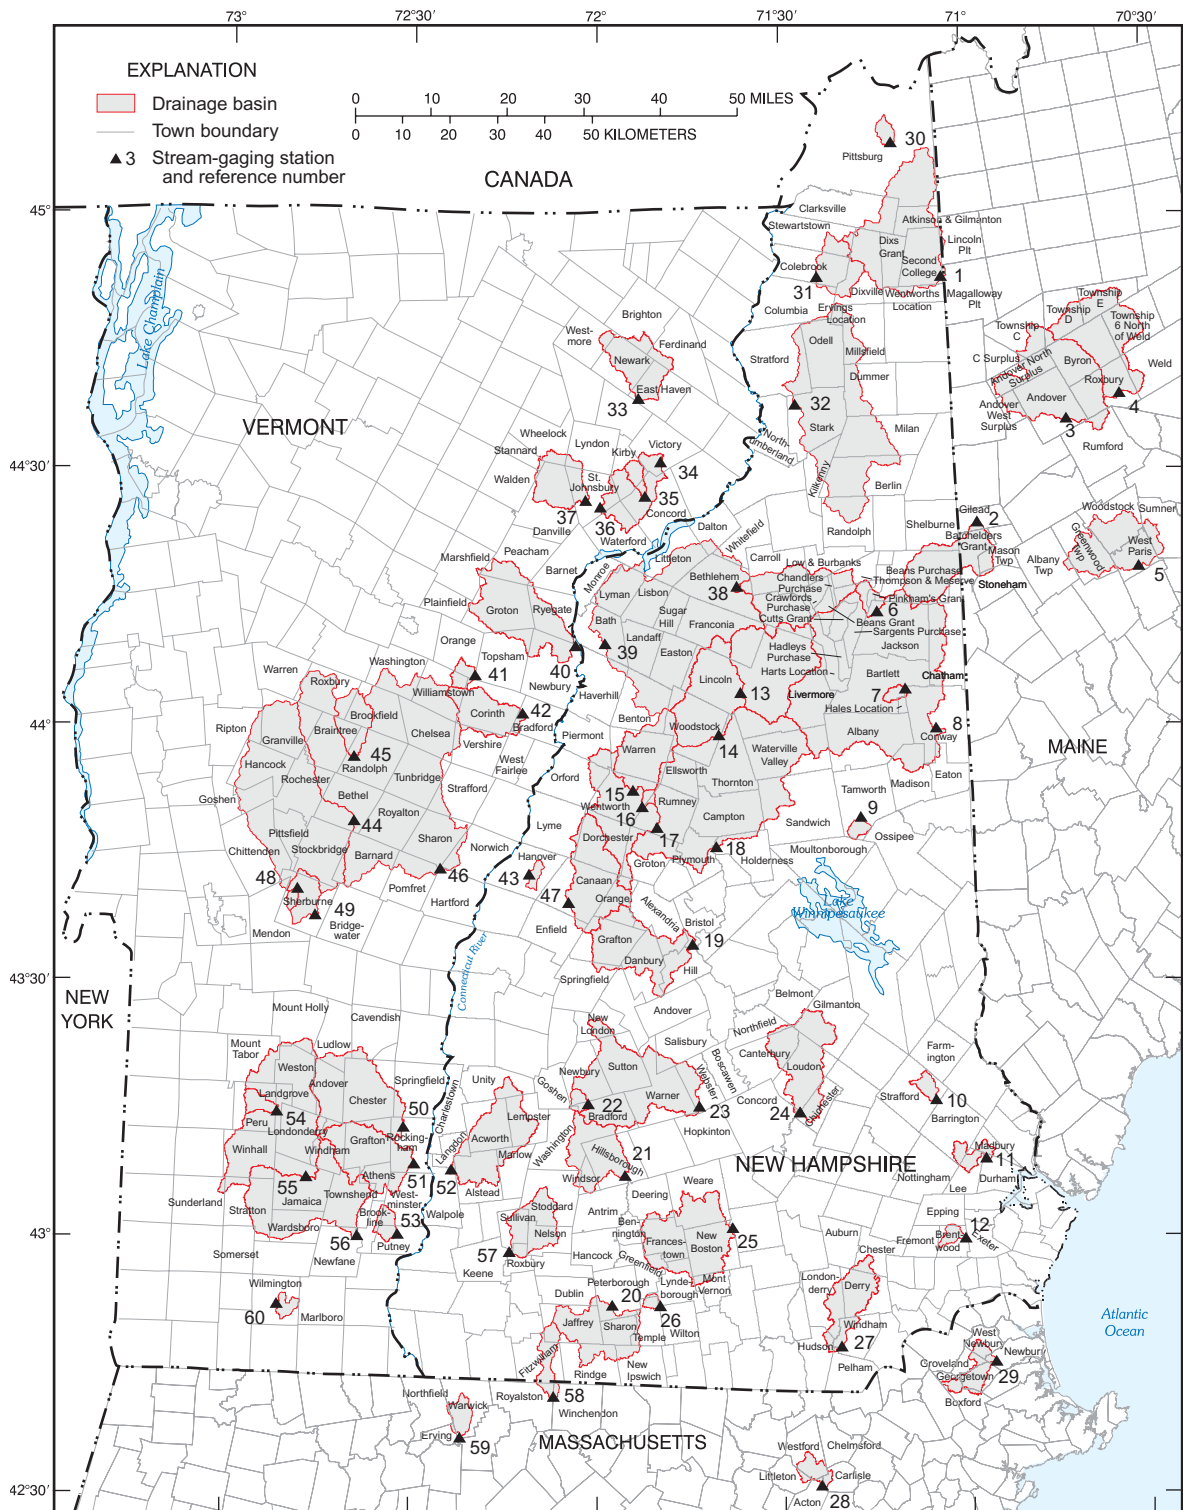 73°
72°30'
72°
71°30'
71°
70°30'
EXPLANATION
Drainage basin
Town boundary
3 Stream-gaging station
and reference number
0 10 20 30 40 50 MILES
0 10 20 30 40 50 KILOMETERS
CANADA
30
Pittsburg
45°
Clarksville
Stewartstown
Atkinson & Gilmanton
Dixs
Grant
Lincoln
Plt
Second
College
Colebrook
1
31
Dixville
Wentworths
Location
Magalloway
Plt
Columbia
Ervings
Location
Township
E
Township
D
Township
6 North
of Weld
Township
C
Lake Champlain
Brighton
West-
more
Ferdinand
Newark
East Haven
33
Odell
Millsfield
Stratford
Dummer
C Surplus
Andover North
Surplus
Byron
Weld
Roxbury
Andover
4
Andover
West
Surplus
3
Rumford
32
Stark
Milan
North-
umberland
Kilkenny
Berlin
Randolph
VERMONT
44°30'
Wheelock
Stannard
Lyndon
Kirby
Victory
34
Walden
St.
Johnsbury
35
Concord
37
36
Danville
Waterford
Dalton
Whitefield
Shelburne
Gilead
2
Batchelders
Grant
Mason
Twp
Woodstock
Sumner
Greenwood
Twp
West
Paris
Albany
Twp
5
Peacham
Marshfield
Barnet
Monroe
Littleton
Carroll
Low & Burbanks
Beans Purchase
Chandlers
Purchase
Thompson & Meserve
Stoneham
Bethlehem
38
Plainfield
Groton
Ryegate
Lyman
Lisbon
Crawfords
Purchase
Pinkham's Grant
Cutts Grant
6
Beans Grant
Bath
Sugar
Hill
Franconia
Sargents Purchase
Orange
Landaff
Easton
Hadleys
Purchase
Jackson
39
40
Topsham
Washington
Warren
Roxbury
41
Harts Location
Bartlett
Chatham
Williamstown
Newbury
Haverhill
Lincoln
13
Livermore
7
Hales Location
44°
Ripton
Brookfield
Corinth
42
Bradford
Benton
Granville
Braintree
Chelsea
Piermont
Woodstock
8
Conway
MAINE
Albany
Vershire
Warren
14
Waterville
Valley
Hancock
45
Randolph
Rochester
Tunbridge
West
Fairlee
Orford
Ellsworth
Thornton
Eaton
Madison
Goshen
Bethel
Strafford
15
Wentworth
Rumney
Tamworth
9
44
Royalton
16
Campton
Sandwich
Ossipee
Pittsfield
Lyme
Dorchester
17
Chittenden
Stockbridge
Sharon
Norwich
Plymouth
18
Holderness
Moultonborough
Barnard
Hanover
Groton
46
43
48
Pomfret
Canaan
Sherburne
Hartford
47
Orange
Alexandria
Lake
Winnipesaukee
49
Bridge-
water
Mendon
Enfield
Bristol
19
Grafton
Danbury
Hill
Connecticut River
43°30'
NEW
YORK
Springfield
Belmont
Gilmanton
Mount Holly
Cavendish
Andover
New
London
Northfield
Mount
Tabor
Ludlow
Salisbury
Canterbury
Farm-
ington
Weston
Springfield
Unity
Newbury
Sutton
Boscawen
Loudon
Andover
Goshen
Webster
Strafford
Landgrove
Chester
50
Charlestown
Lempster
22
Bradford
Warner
Concord
10
54
23
24
Chichester
Barrington
Peru
Londonderry
Hopkinton
Grafton
Rocking-
ham
Langdon
Acworth
Washington
Hillsborough
21
NEW HAMPSHIRE
Madbury
11
Winhall
Windham
Athens
51
52
Marlow
Windsor
Nottingham
Durham
Lee
55
Jamaica
Townshend
West-
minster
Alstead
Stoddard
Deering
Weare
Sunderland
Stratton
Wardsboro
Brook-
line
53
Walpole
Sullivan
Antrim
Epping
12
43°
Ben-
nington
Putney
Nelson
Frances-
town
New
Boston
25
Auburn
Fremont
Brent-
wood
Exeter
56
Newfane
57
Roxbury
Hancock
Greenfield
Chester
Somerset
Keene
Peterborough
Lynde-
borough
Mont
Vernon
London-
derry
Derry
Wilmington
Dublin
20
26
60
Marlboro
Jaffrey
Sharon
Temple
Wilton
Windham
West
Newbury
Newbury
Atlantic
Ocean
Hudson
27
Fitzwilliam
Rindge
New
Ipswich
Pelham
Groveland
Georgetown
29
Boxford
Northfield
Royalston
58
Winchendon
Warwick
Erving
59
MASSACHUSETTS
Westford
Chelmsford
Littleton
Carlisle
42°30'
Acton
28